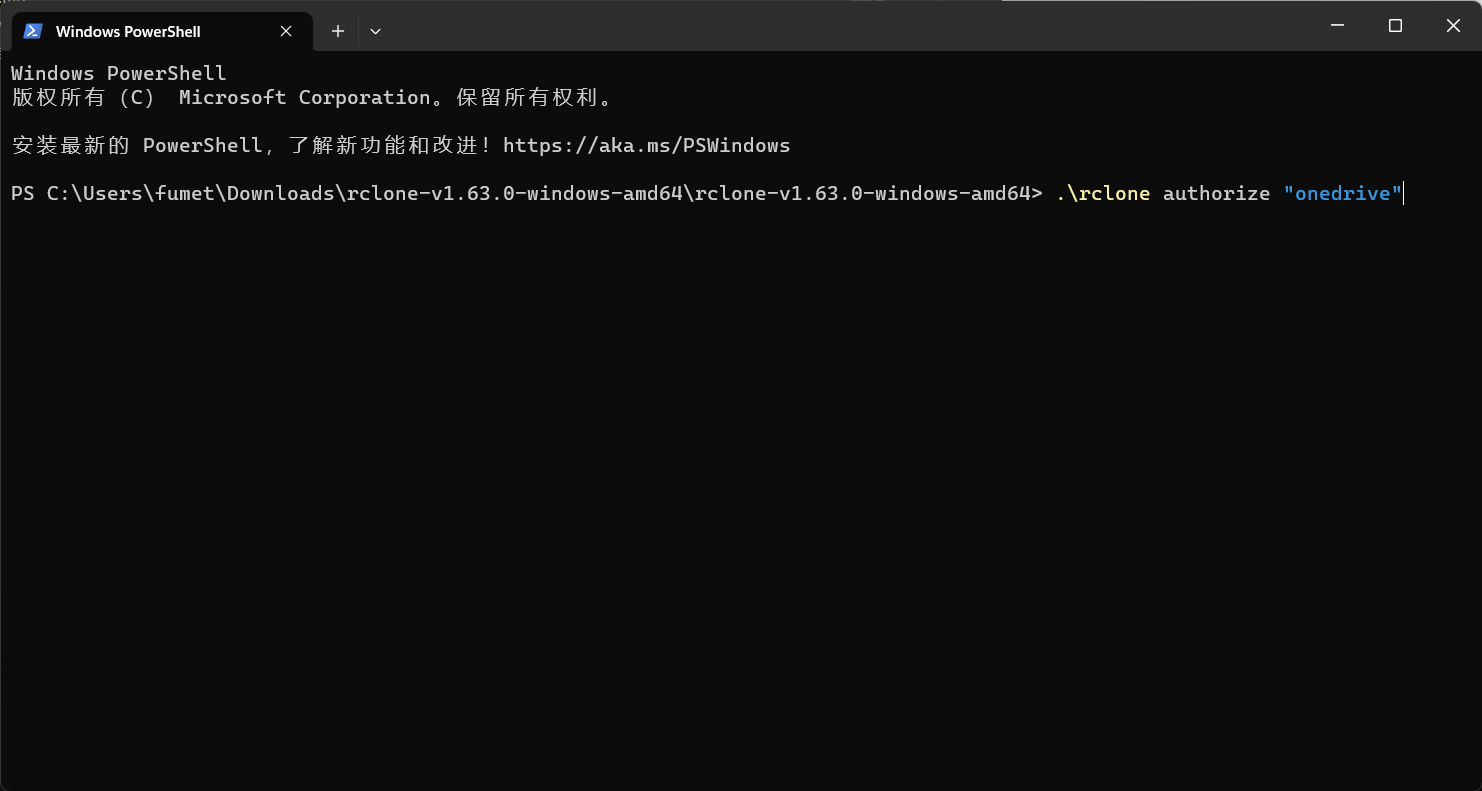 Windows PowerShell
Windows PowerShell
版权所有（C） Microsoft Corporation。保留所有权利。
安装最新的 PowerShell，了解新功能和改进！https://aka.ms/PSWindows
PS C:\Users\fumet\Downloads\rclone-v1.63.0-windows-amd64\rclone-v1.63.0-windows-amd64> .\rclone authorize "onedrive"